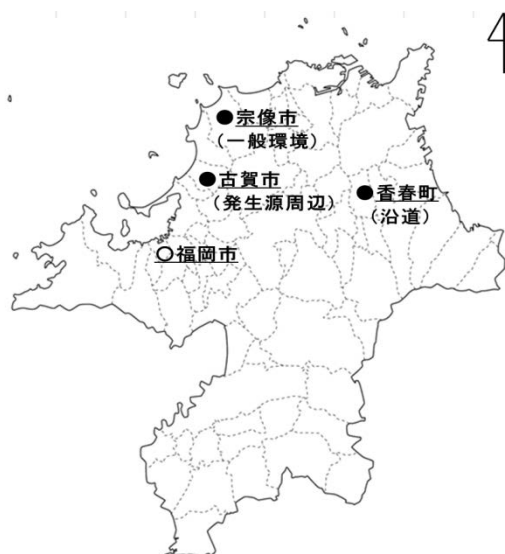 宗像市
（一般環境）
古賀市
（発生源周辺）
香春町
（沿道）
福岡市